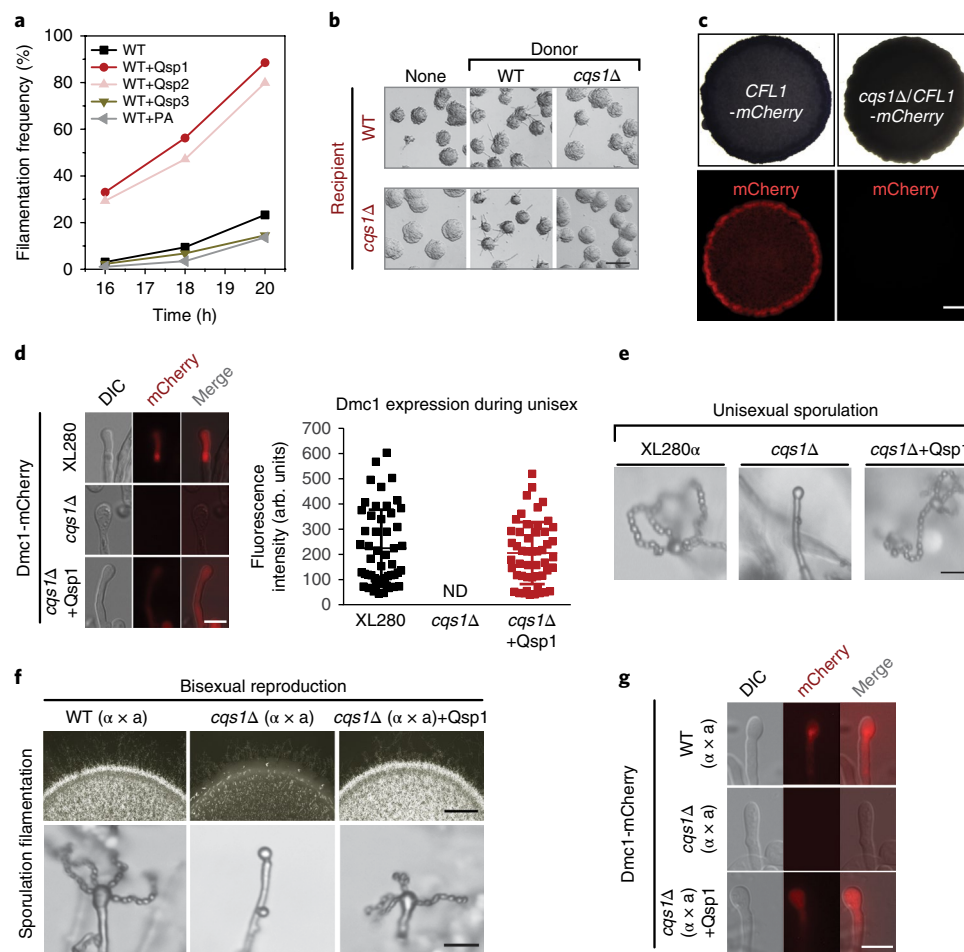 a
Filamentation frequency (%)
100
80
60
40
20
0
16 17 18 19 20
Time (h)
WT
WT+Qsp1
WT+Qsp2
WT+Qsp3
WT+PA
b
Donor
None WT cqs1Δ
Recipient
WT
cqs1Δ
c
CFL1
-mCherry
cqs1Δ/CFL1
-mCherry
mCherry mCherry
d
DIC mCherry Merge
Dmc1-mCherry
XL280
cqs1Δ
cqs1Δ
+Qsp1
Dmc1 expression during unisex
Fluorescence
intensity (arb. units)
700
600
500
400
300
200
100
0
ND
XL280 cqs1Δ cqs1Δ
+Qsp1
e
Unisexual sporulation
XL280α cqs1Δ cqs1Δ+Qsp1
f
Bisexual reproduction
WT (α × a) cqs1Δ (α × a) cqs1Δ (α × a)+Qsp1
Sporulation filamentation
g
DIC mCherry Merge
Dmc1-mCherry
WT
(α × a)
cqs1Δ
(α × a)
cqs1Δ
(α × a)
+Qsp1